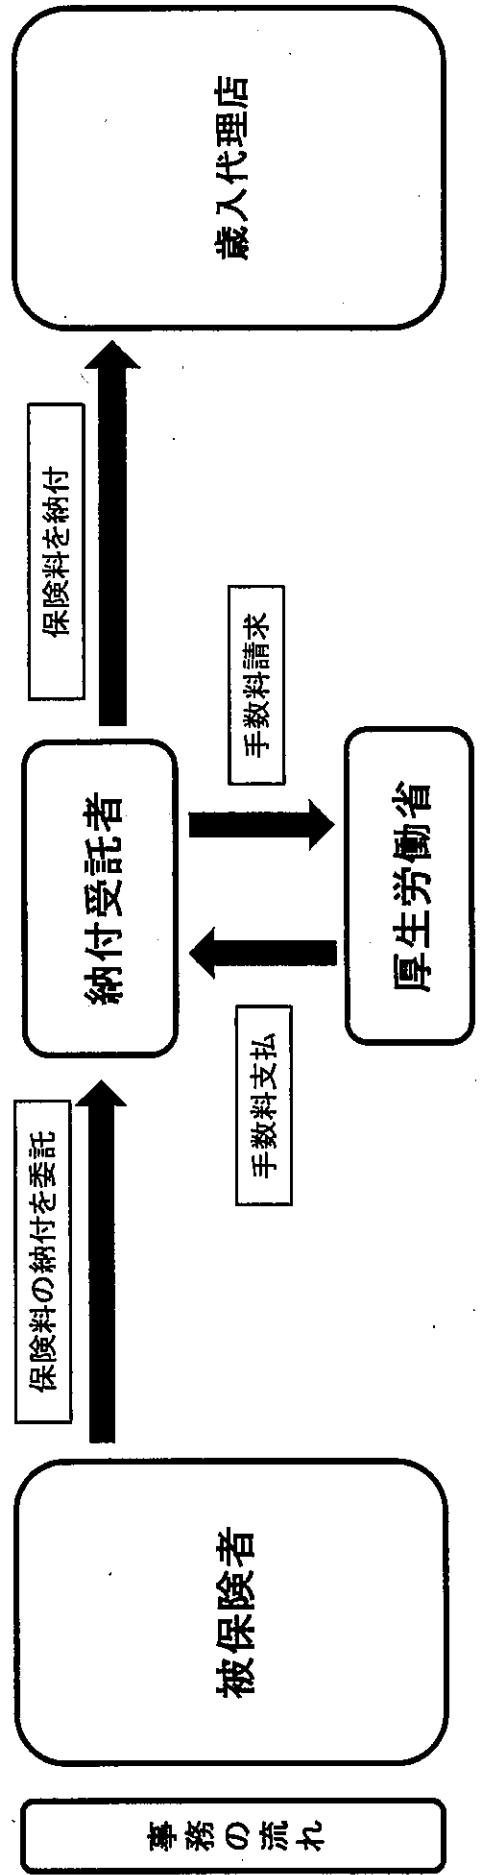 事務の流れ
被保険者
保険料の納付を委託
納付受託者
保険料を納付
歳入代理店
手数料支払
手数料請求
厚生労働省